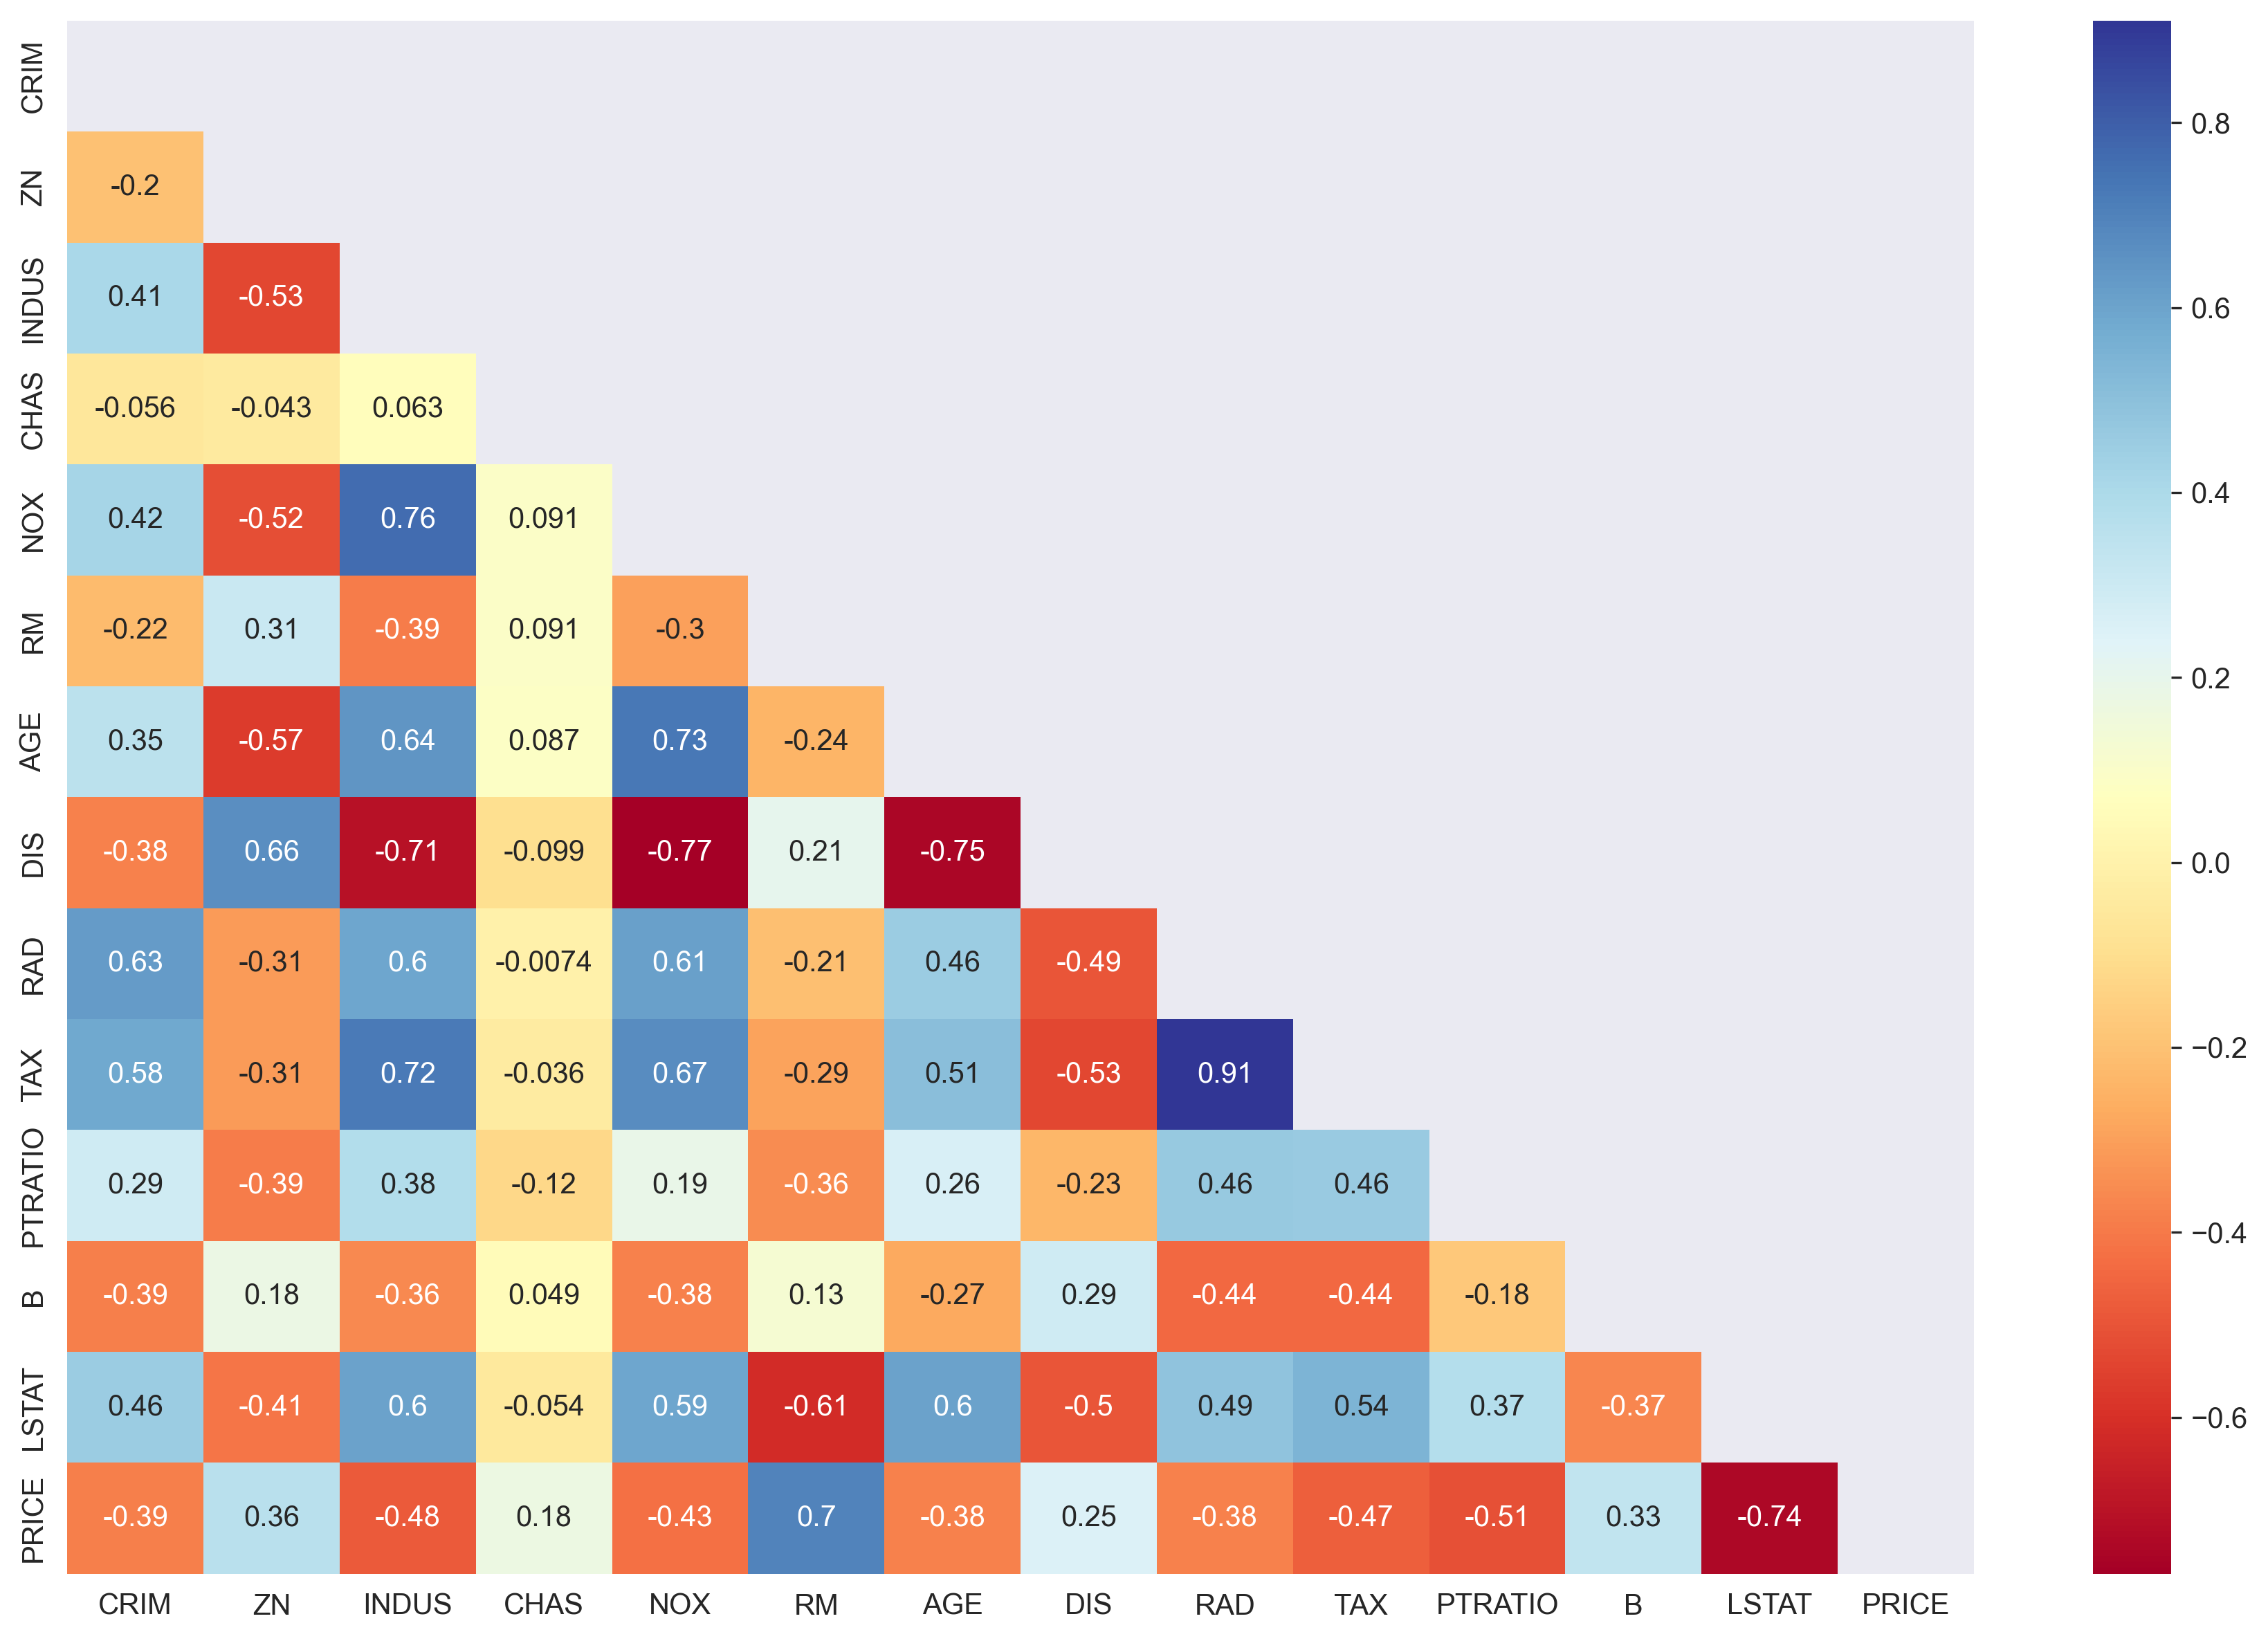 CRIM
ZN -0.2
INDUS 0.41 -0.53
CHAS -0.056 -0.043 0.063
NOX 0.42 -0.52 0.76 0.091
RM -0.22 0.31 -0.39 0.091 -0.3
AGE 0.35 -0.57 0.64 0.087 0.73 -0.24
DIS -0.38 0.66 -0.71 -0.099 -0.77 0.21 -0.75
RAD 0.63 -0.31 0.6 -0.0074 0.61 -0.21 0.46 -0.49
TAX 0.58 -0.31 0.72 -0.036 0.67 -0.29 0.51 -0.53 0.91
PTRATIO 0.29 -0.39 0.38 -0.12 0.19 -0.36 0.26 -0.23 0.46 0.46
B -0.39 0.18 -0.36 0.049 -0.38 0.13 -0.27 0.29 -0.44 -0.44 -0.18
LSTAT 0.46 -0.41 0.6 -0.054 0.59 -0.61 0.6 -0.5 0.49 0.54 0.37 -0.37
PRICE -0.39 0.36 -0.48 0.18 -0.43 0.7 -0.38 0.25 -0.38 -0.47 -0.51 0.33 -0.74
CRIM ZN INDUS CHAS NOX RM AGE DIS RAD TAX PTRATIO B LSTAT PRICE
0.8
0.6
0.4
0.2
0.0
−0.2
−0.4
−0.6